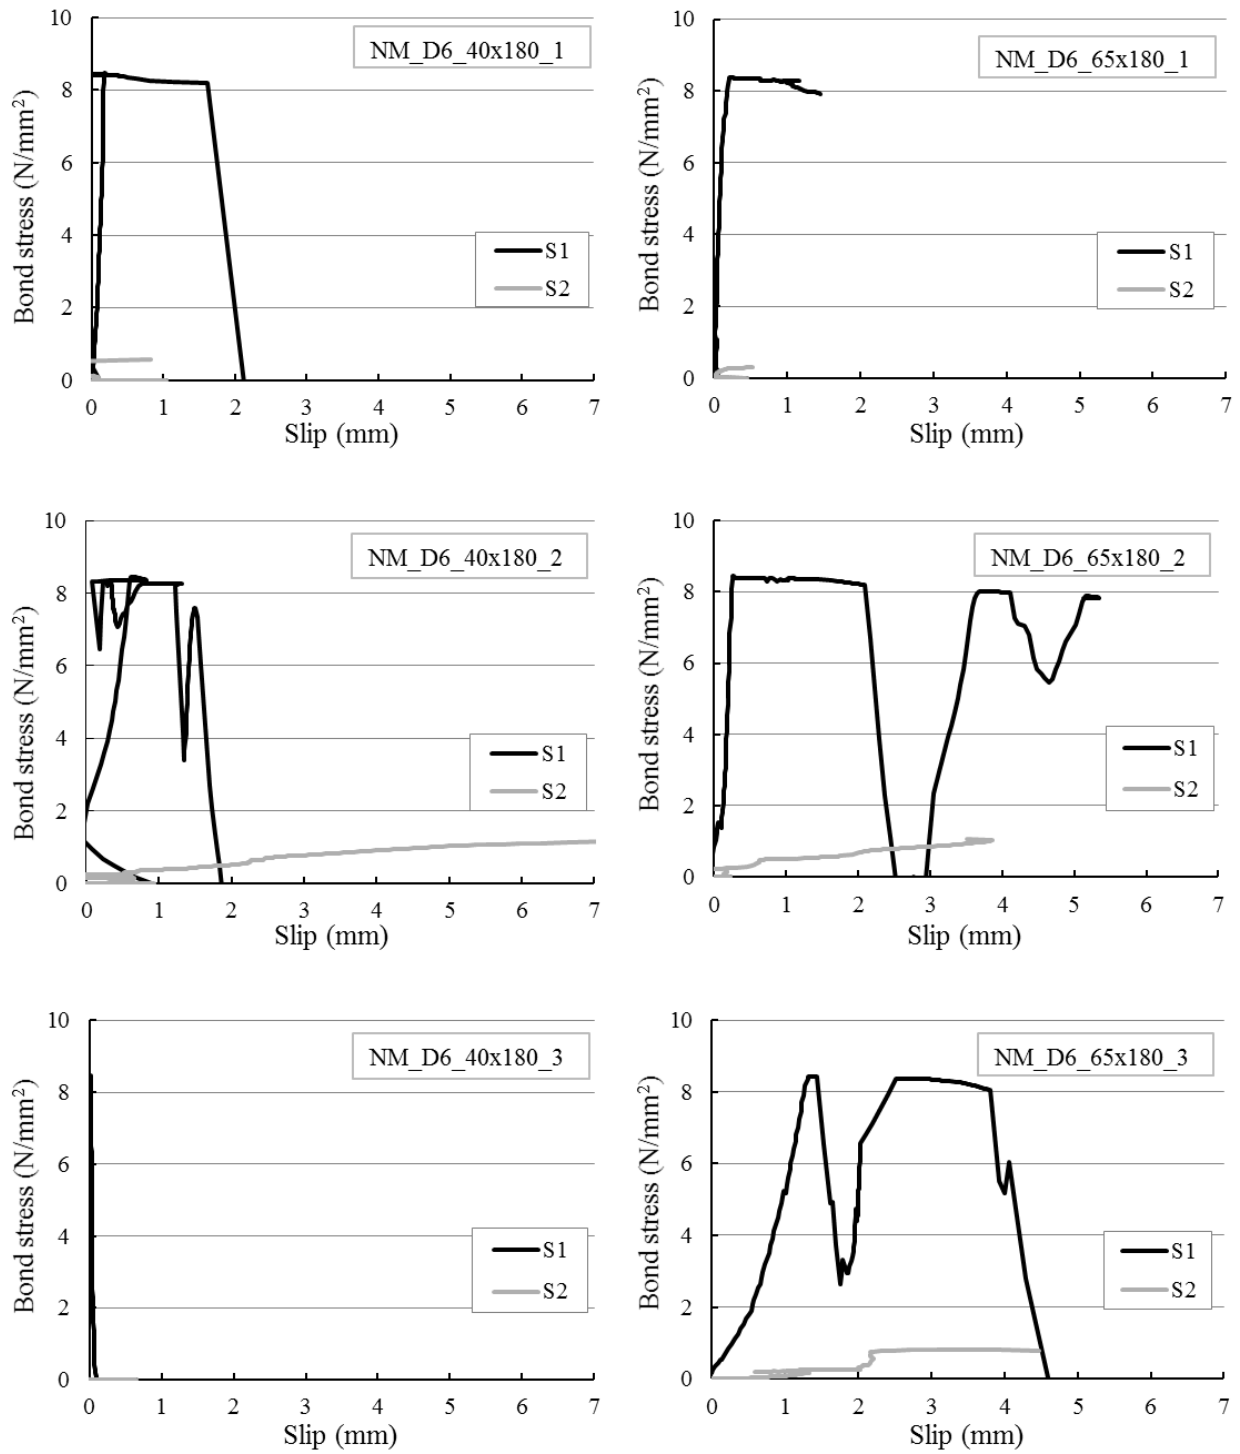 NM_D6_40x180_1
Bond stress (N/mm²)
10
8
6
4
2
0
S1
S2
0 1 2 3 4 5 6 7
Slip (mm)
NM_D6_65x180_1
Bond stress (N/mm²)
10
8
6
4
2
0
S1
S2
0 1 2 3 4 5 6 7
Slip (mm)
NM_D6_40x180_2
Bond stress (N/mm²)
10
8
6
4
2
0
S1
S2
0 1 2 3 4 5 6 7
Slip (mm)
NM_D6_65x180_2
Bond stress (N/mm²)
10
8
6
4
2
0
S1
S2
0 1 2 3 4 5 6 7
Slip (mm)
NM_D6_40x180_3
Bond stress (N/mm²)
10
8
6
4
2
0
S1
S2
0 1 2 3 4 5 6 7
Slip (mm)
NM_D6_65x180_3
Bond stress (N/mm²)
10
8
6
4
2
0
S1
S2
0 1 2 3 4 5 6 7
Slip (mm)